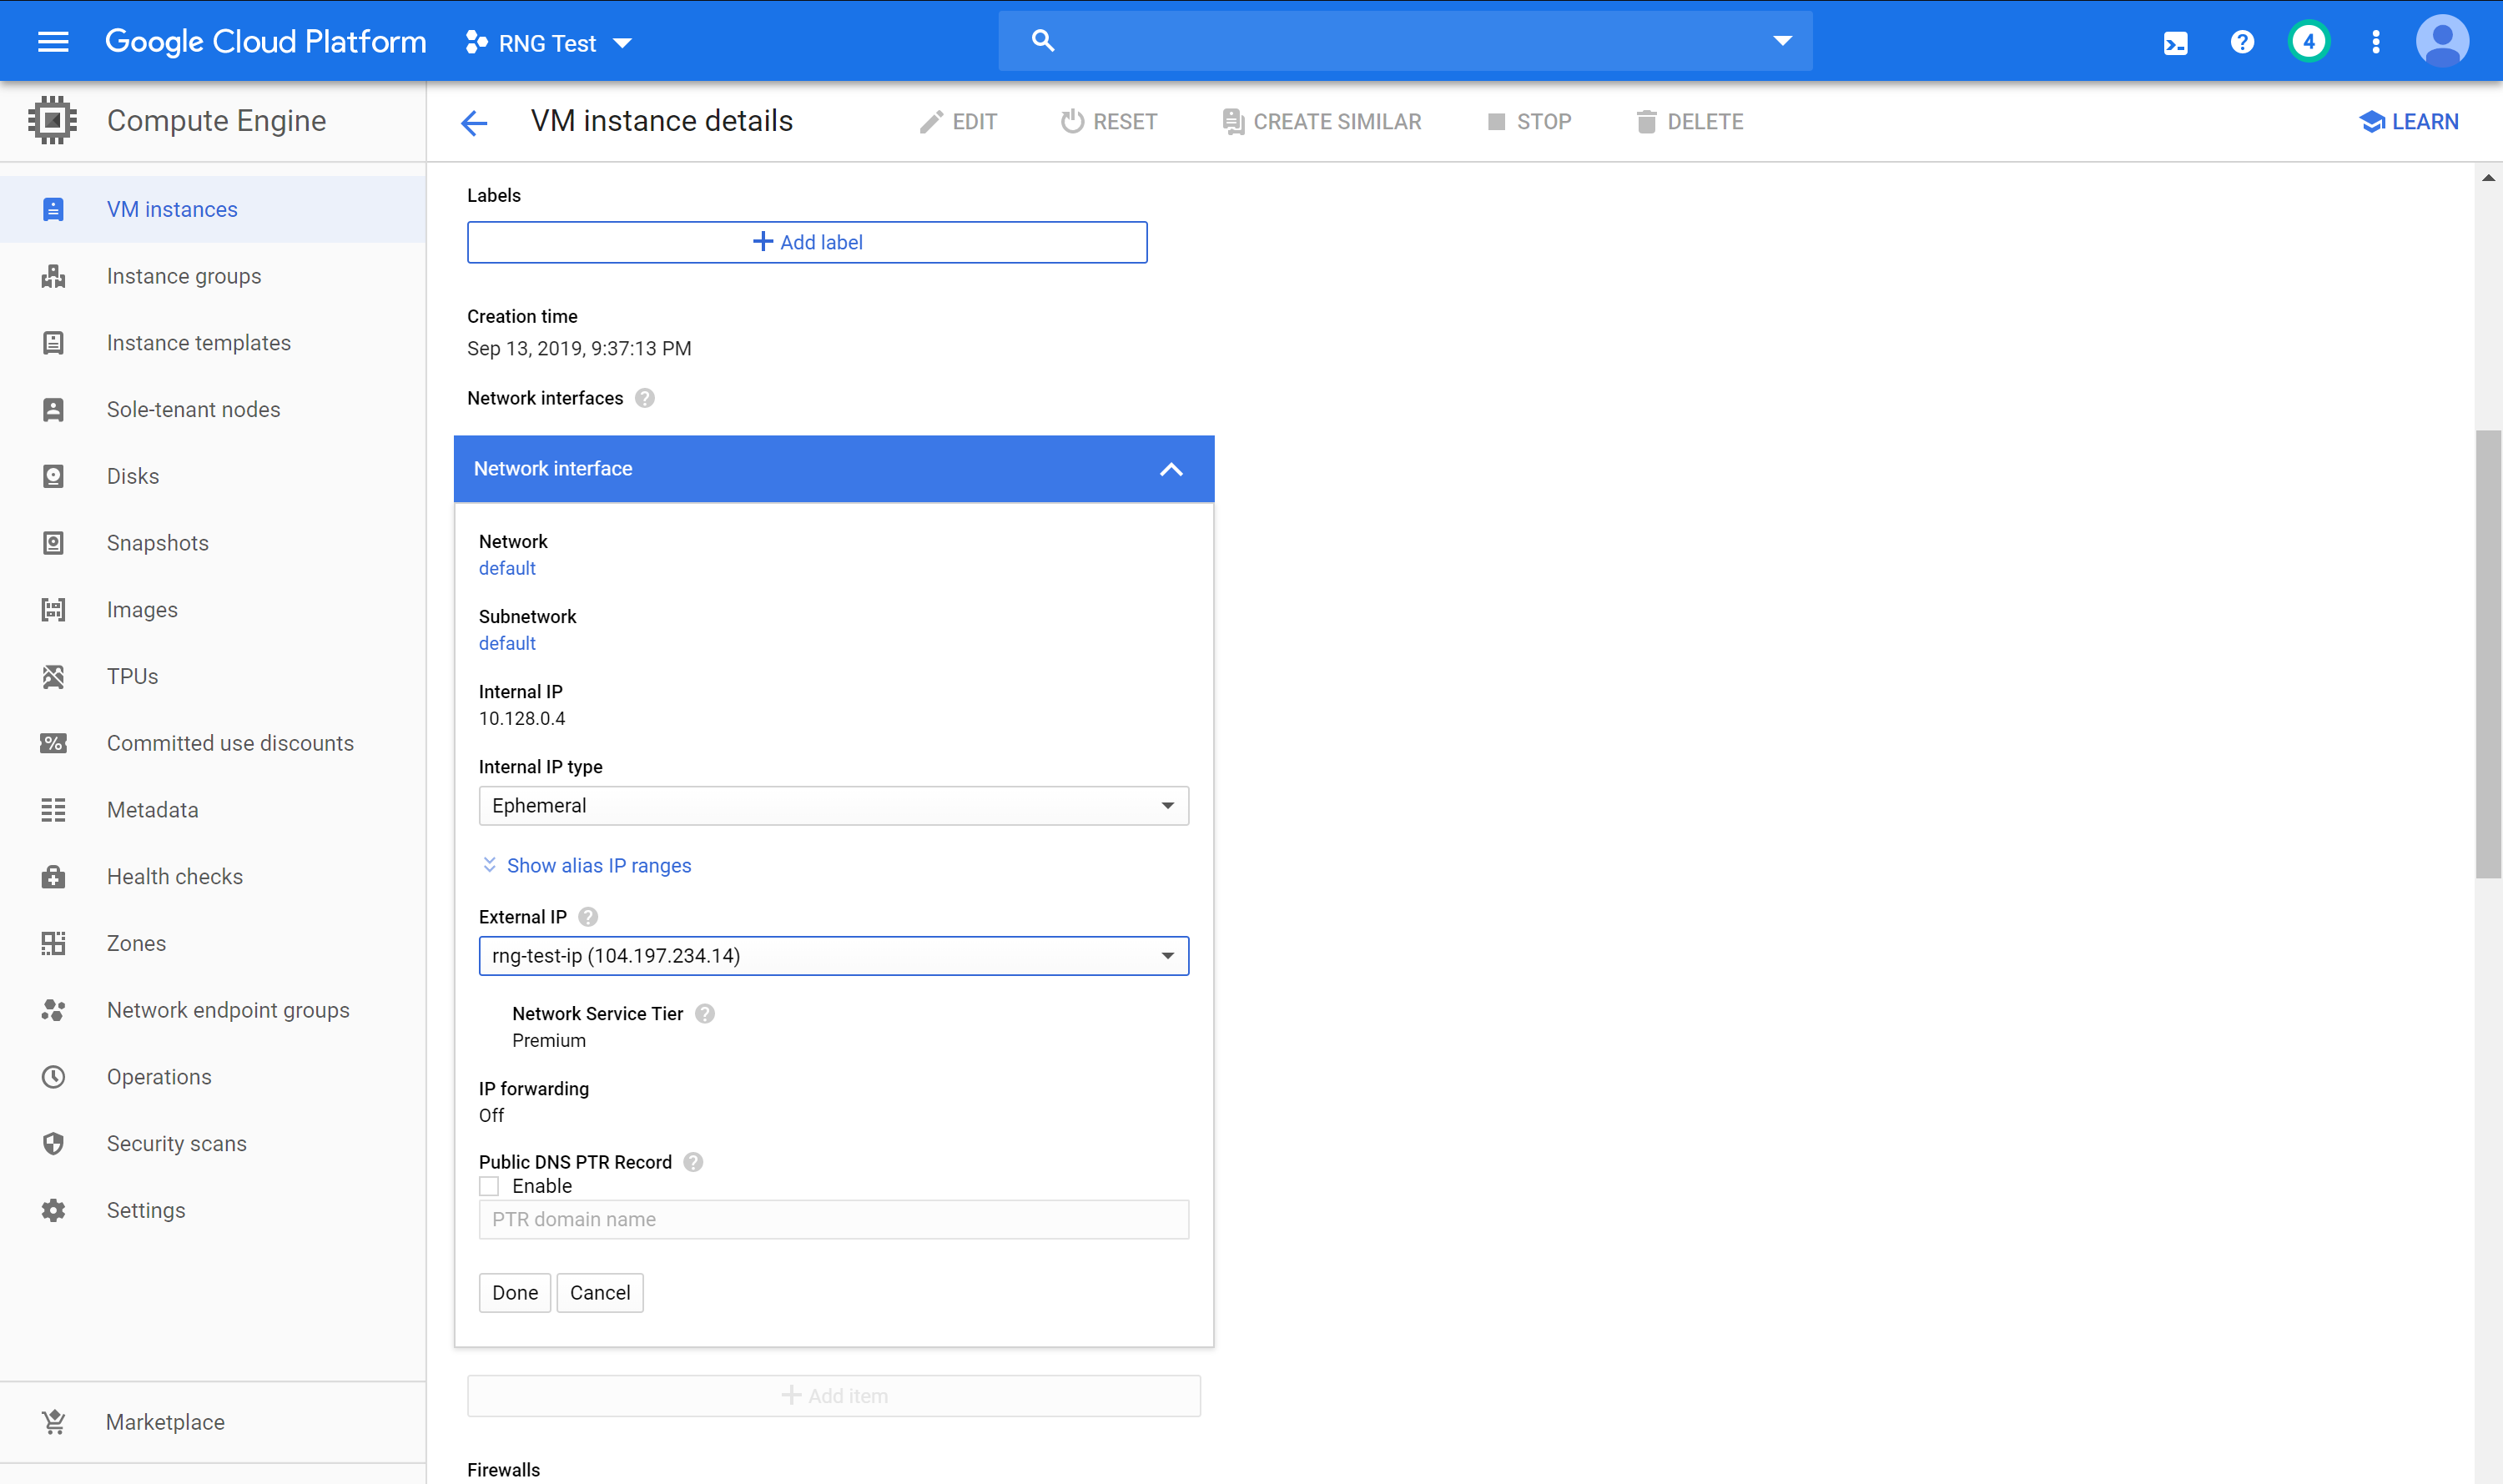 Google Cloud Platform
RNG Test
4
Compute Engine
VM instance details
EDIT
RESET
CREATE SIMILAR
STOP
DELETE
LEARN
VM instances
Instance groups
Instance templates
Sole-tenant nodes
Disks
Snapshots
Images
TPUs
Committed use discounts
Metadata
Health checks
Zones
Network endpoint groups
Operations
Security scans
Settings
Marketplace
Labels
Add label
Creation time
Sep 13, 2019, 9:37:13 PM
Network interfaces
Network interface
Network
default
Subnetwork
default
Internal IP
10.128.0.4
Internal IP type
Ephemeral
Show alias IP ranges
External IP
rng-test-ip (104.197.234.14)
Network Service Tier
Premium
IP forwarding
Off
Public DNS PTR Record
Enable
PTR domain name
Done
Cancel
Add item
Firewalls